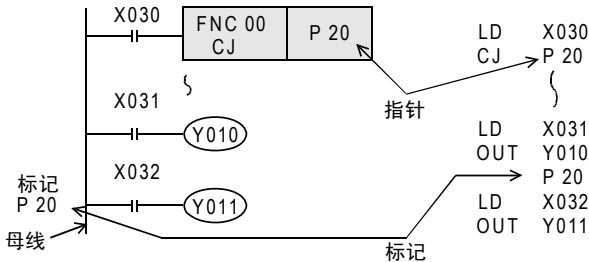 X030
FNC 00
CJ
P 20
LD X030
CJ P 20
指针
X031
Y010
LD X031
OUT Y010
P 20
X032
Y011
LD X032
OUT Y011
标记
P 20
母线
标记